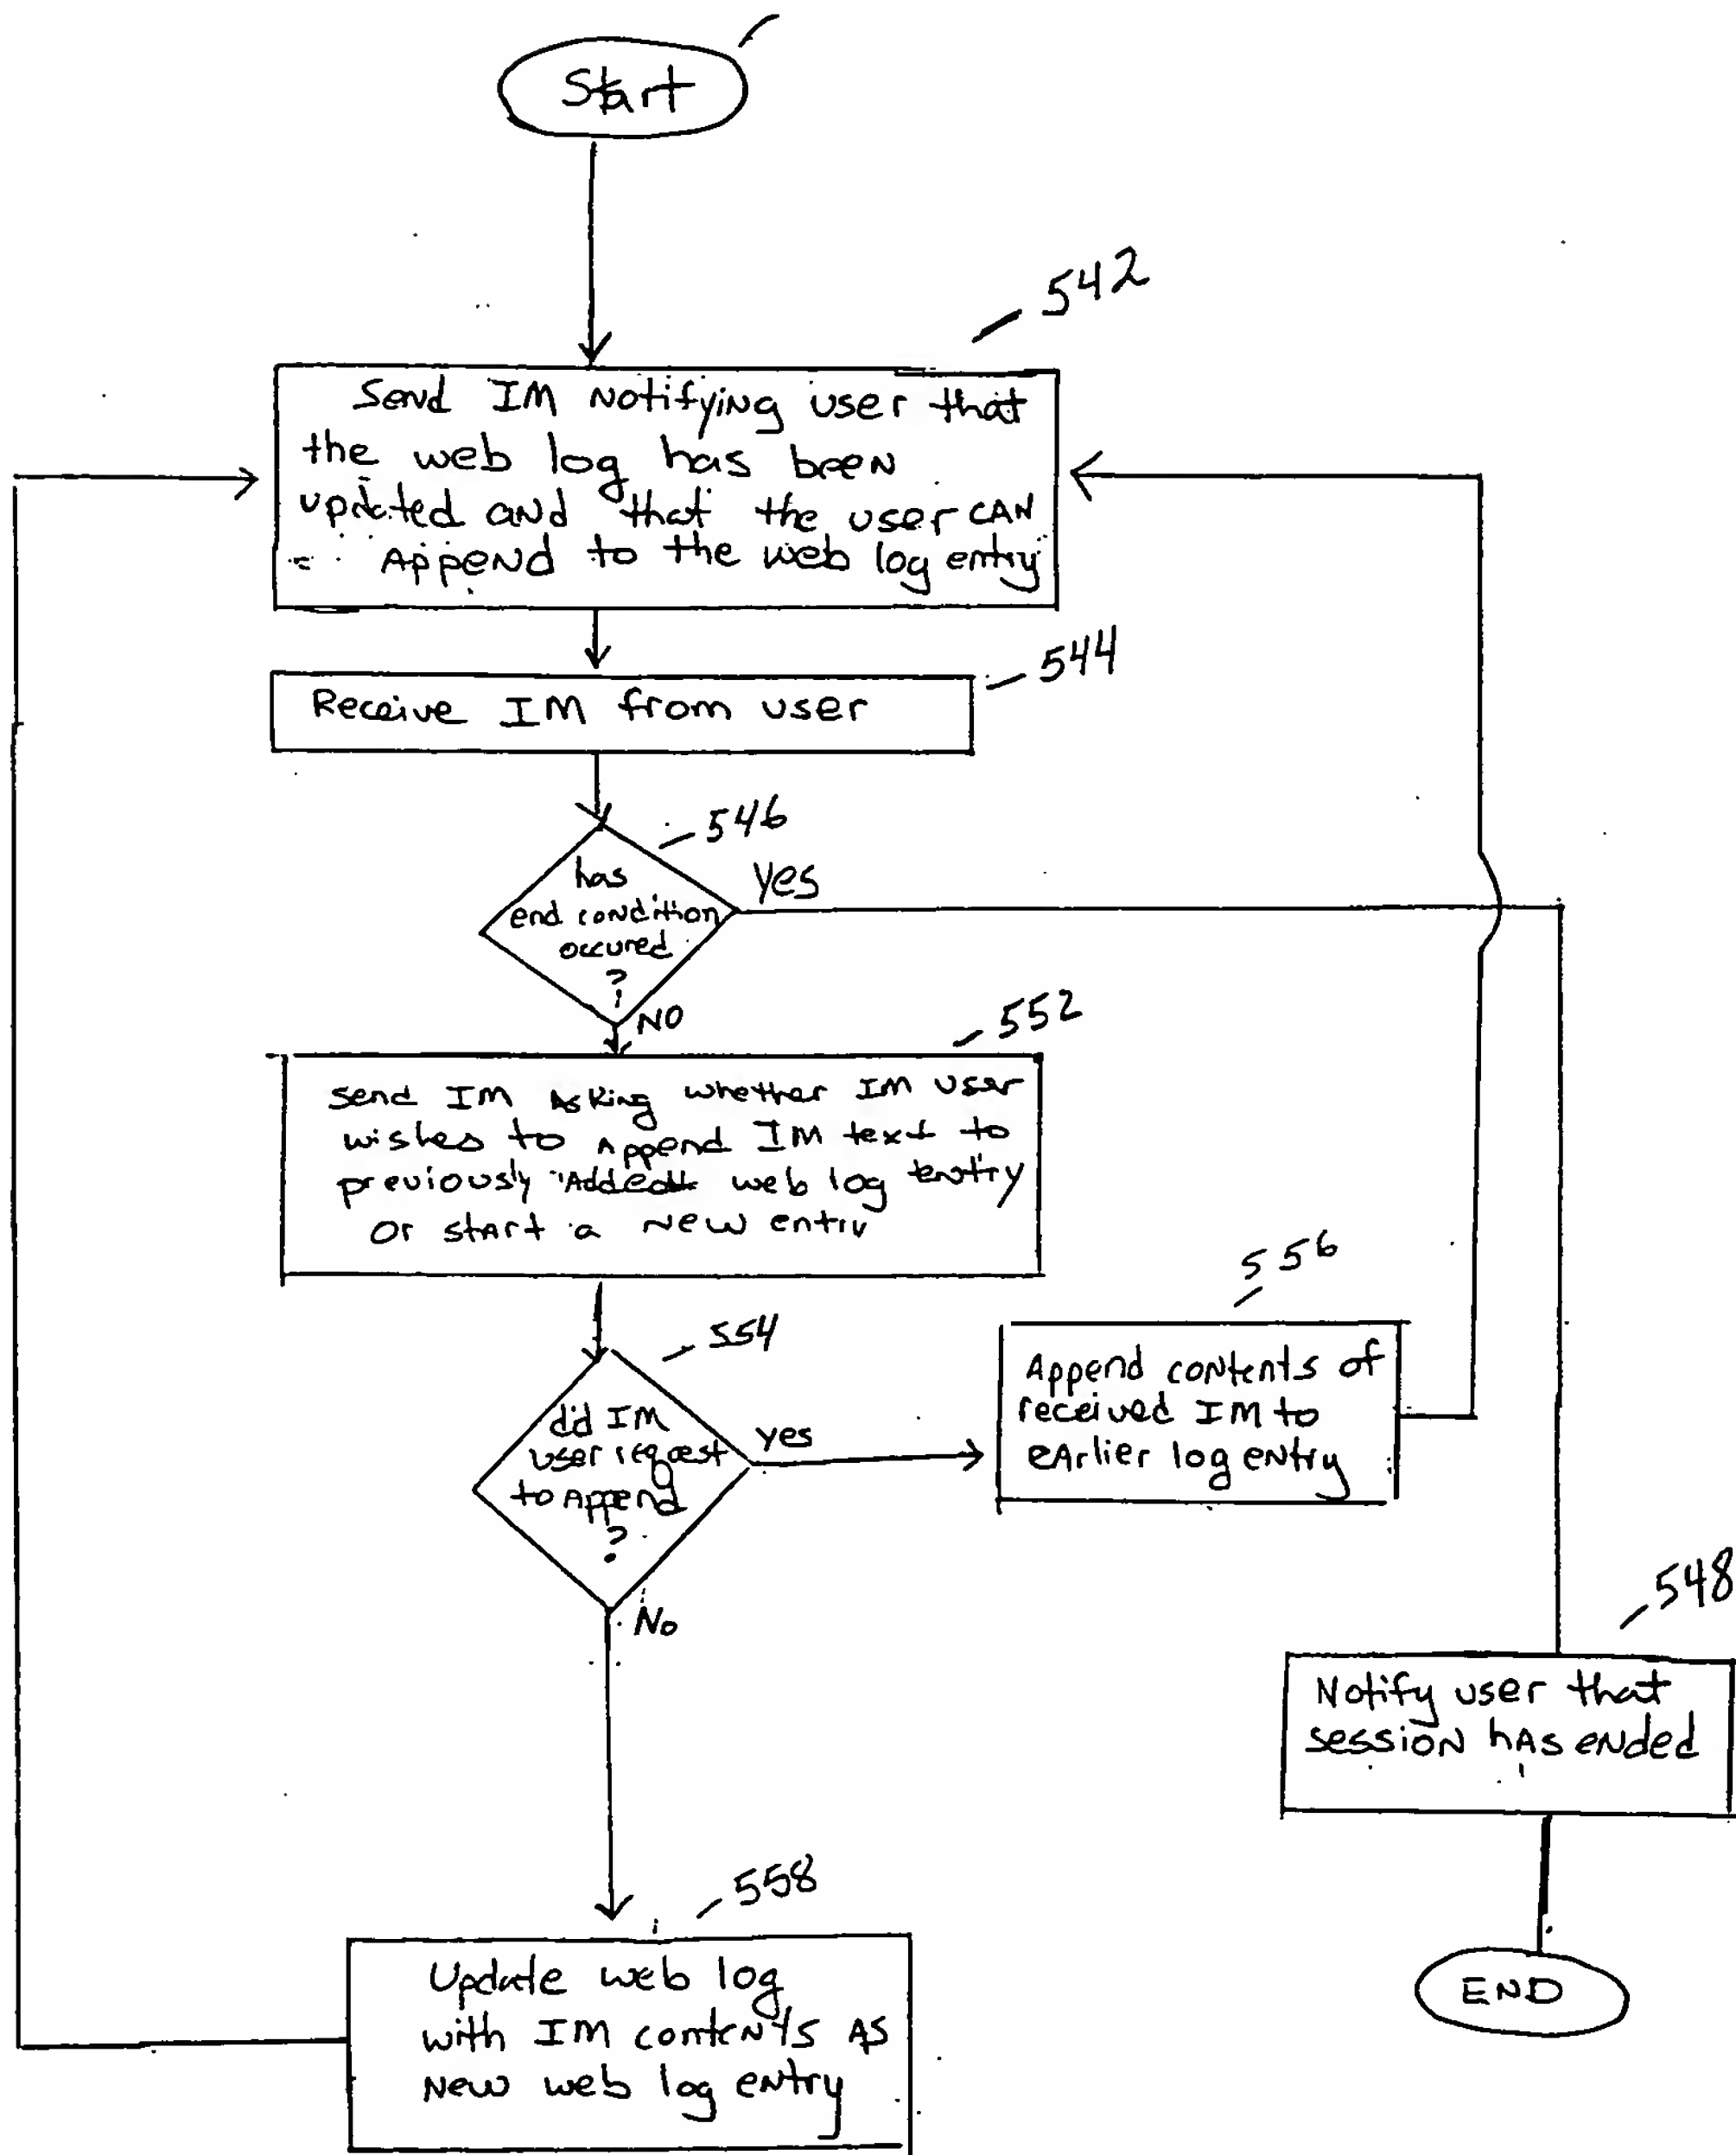 Start
542
Send IM Notifying user that
the web log has been
updated and that the user CAN
Append to the web log entry
544
Receive IM from user
546
has
end condition
occured
?
yes
NO
552
send IM Asking whether IM user
wishes to Append IM text to
previously Added web log entry
or start a New entry
554
did IM
user request
to Append
?
yes
No
556
Append contents of
received IM to
earlier log entry
548
Notify user that
session has ended
END
558
Update web log
with IM contents AS
New web log entry